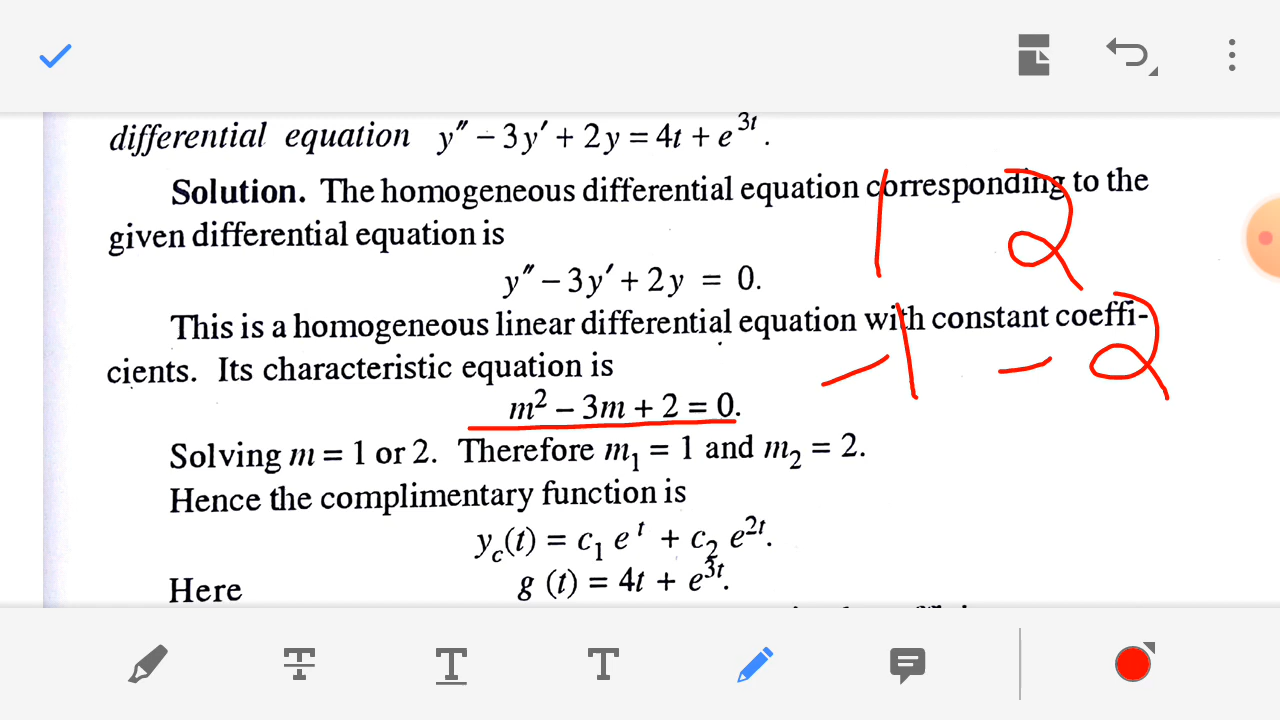 differential equation y″ – 3y′ + 2y = 4t + e^{3t}.
Solution. The homogeneous differential equation corresponding to the
given differential equation is
1 2
y″ – 3y′ + 2y = 0.
This is a homogeneous linear differential equation with constant coeffi-
cients. Its characteristic equation is
-1 -2
m² – 3m + 2 = 0.
Solving m = 1 or 2. Therefore m₁ = 1 and m₂ = 2.
Hence the complimentary function is
y_c(t) = c₁ e^t + c₂ e^{2t}.
Here g (t) = 4t + e^{3t}.
T T T